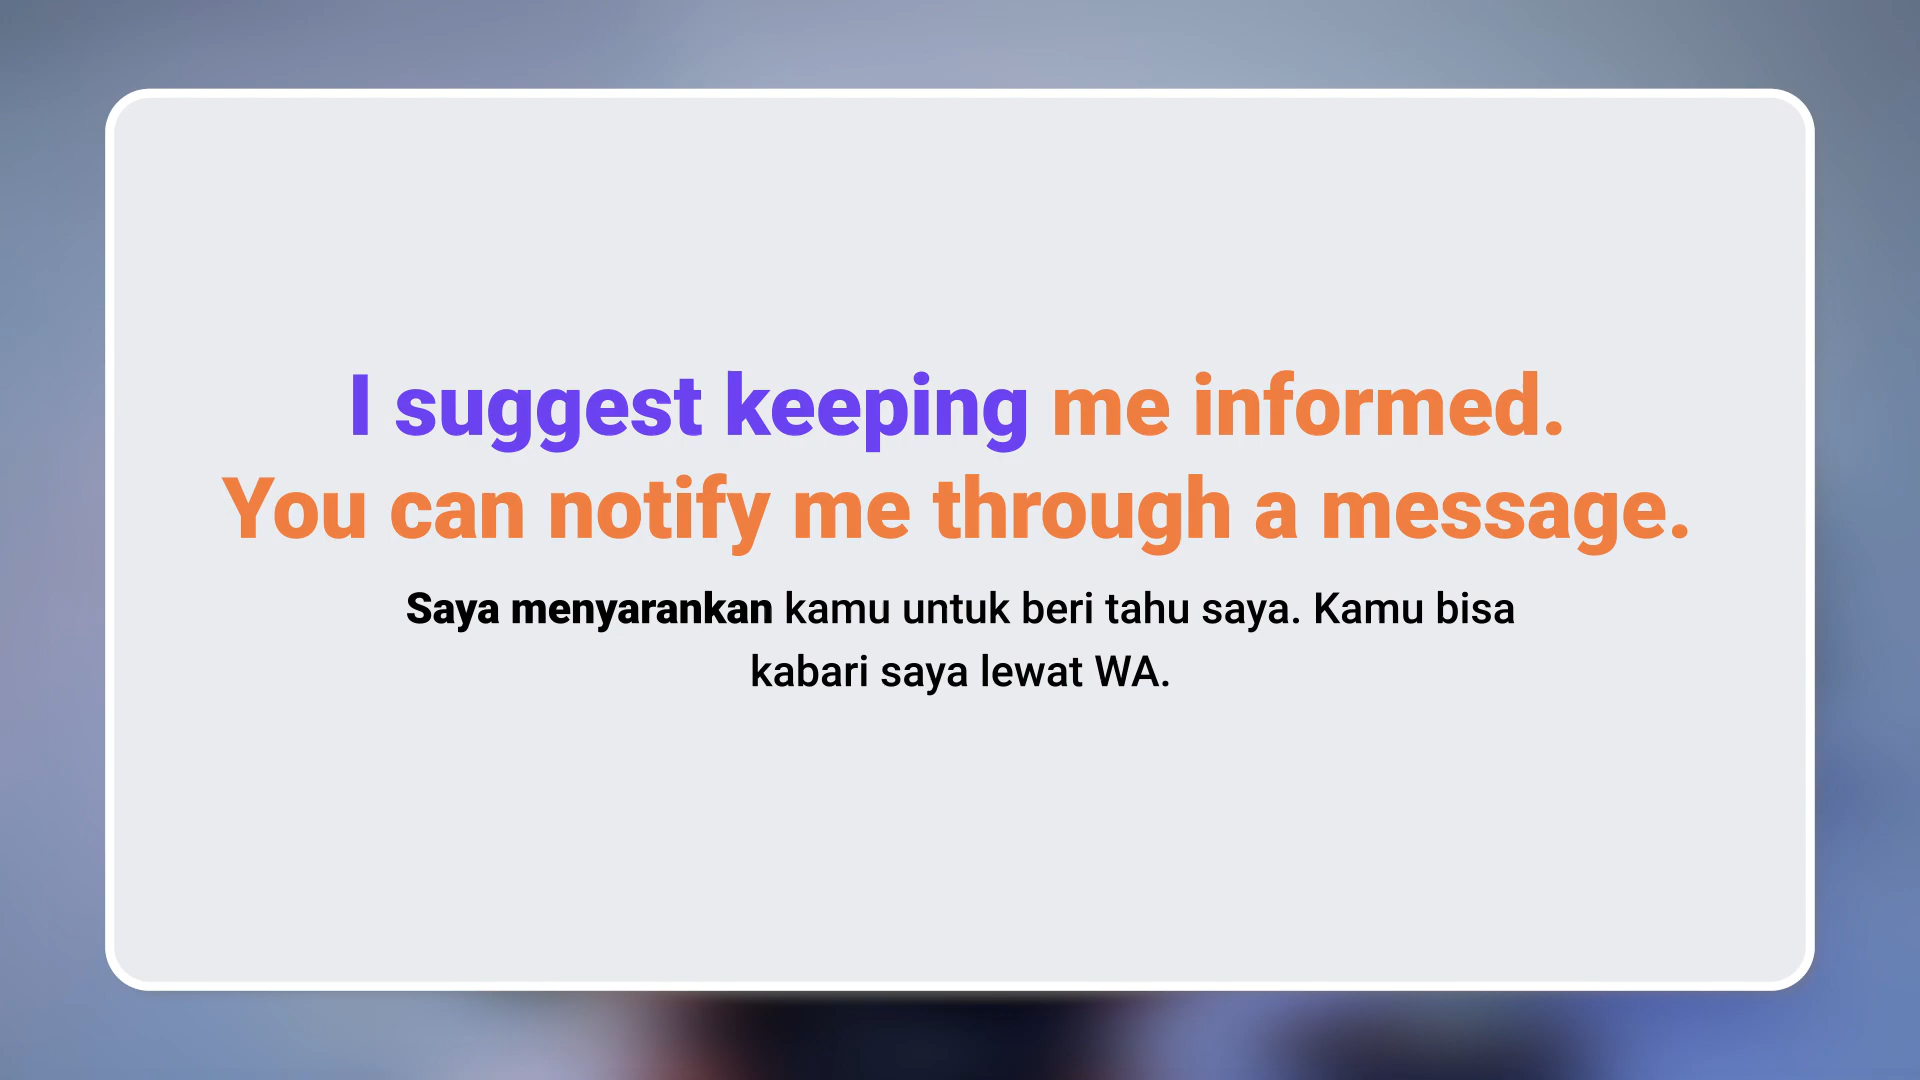 I suggest keeping me informed.
You can notify me through a message.
Saya menyarankan kamu untuk beri tahu saya. Kamu bisa
kabari saya lewat WA.